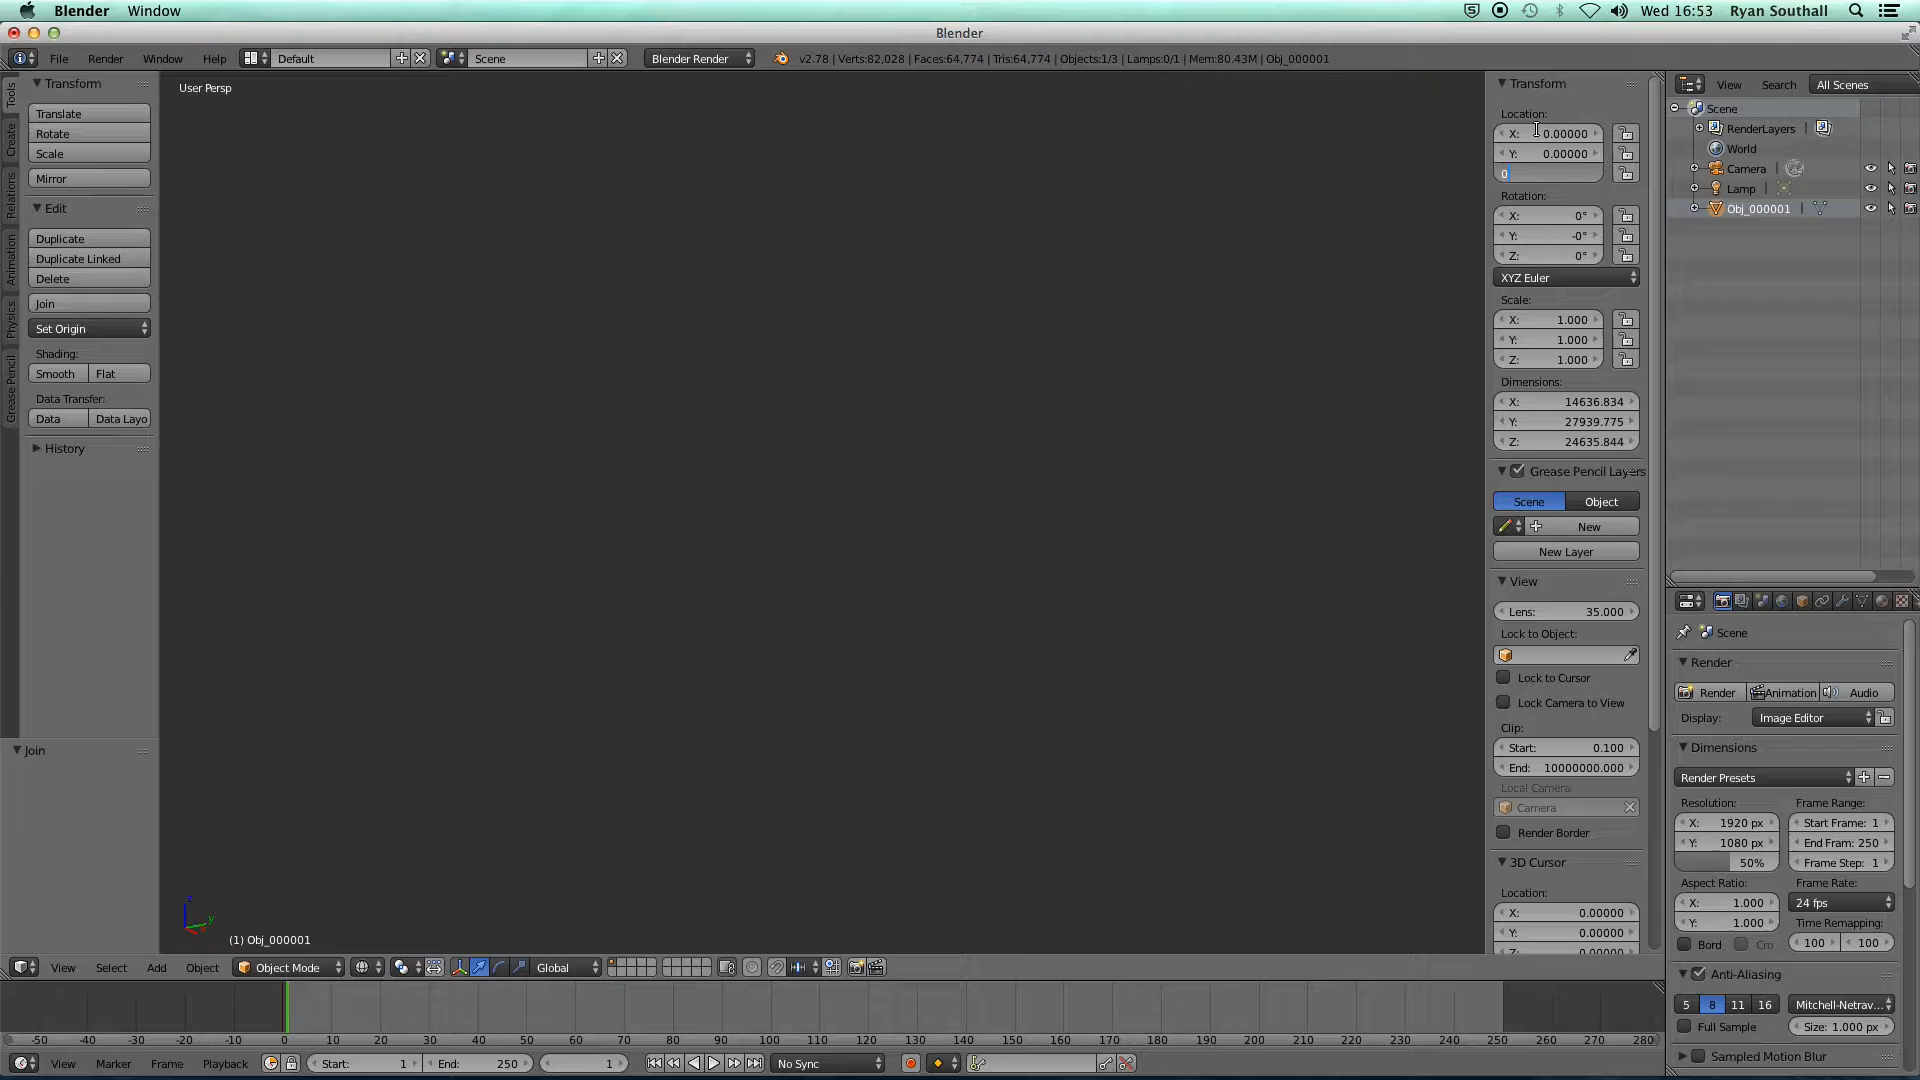 Blender Window Wed 16:53 Ryan Southall
Blender
File Render Window Help Default Scene Blender Render v2.78 | Verts:82,028 | Faces:64,774 | Tris:64,774 | Objects:1/3 | Lamps:0/1 | Mem:80.43M | Obj_000001
Tools
Create
Relations
Animation
Physics
Grease Pencil
Transform
Translate
Rotate
Scale
Mirror
Edit
Duplicate
Duplicate Linked
Delete
Join
Set Origin
Shading:
Smooth Flat
Data Transfer:
Data Data Layo
History
Join
User Persp
z
y
(1) Obj_000001
Transform
Location:
X: 0.00000
Y: 0.00000
0
Rotation:
X: 0°
Y: -0°
Z: 0°
XYZ Euler
Scale:
X: 1.000
Y: 1.000
Z: 1.000
Dimensions:
X: 14636.834
Y: 27939.775
Z: 24635.844
Grease Pencil Layers
Scene Object
New
New Layer
View
Lens: 35.000
Lock to Object:
Lock to Cursor
Lock Camera to View
Clip:
Start: 0.100
End: 10000000.000
Local Camera:
Camera
Render Border
3D Cursor
Location:
X: 0.00000
Y: 0.00000
Z: 0.00000
View Search All Scenes
Scene
RenderLayers |
World
Camera |
Lamp |
Obj_000001 |
Scene
Render
Render Animation Audio
Display: Image Editor
Dimensions
Render Presets
Resolution: Frame Range:
X: 1920 px Start Frame: 1
Y: 1080 px End Fram: 250
50% Frame Step: 1
Aspect Ratio: Frame Rate:
X: 1.000 24 fps
Y: 1.000 Time Remapping:
Bord Cro 100 100
Anti-Aliasing
5 8 11 16 Mitchell-Netrav...
Full Sample Size: 1.000 px
Sampled Motion Blur
View Select Add Object Object Mode Global
-50 -40 -30 -20 -10 0 10 20 30 40 50 60 70 80 90 100 110 120 130 140 150 160 170 180 190 200 210 220 230 240 250 260 270 280
View Marker Frame Playback Start: 1 End: 250 1 No Sync